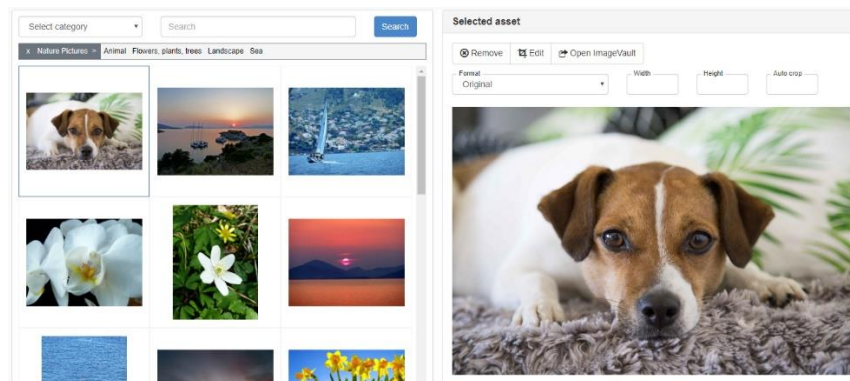 Select category
Search
Search
x Nature Pictures > Animal Flowers, plants, trees Landscape Sea
Selected asset
Remove Edit Open ImageVault
Format
Original
Width
Height
Auto crop